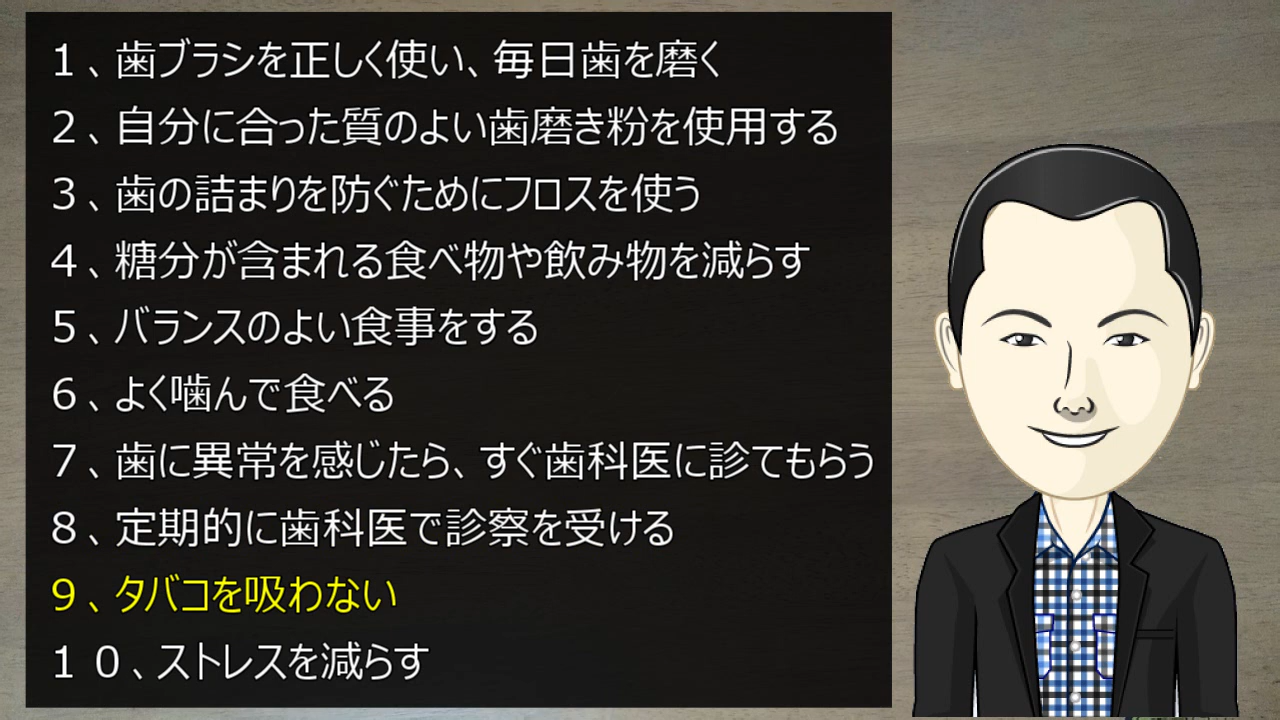 １、歯ブラシを正しく使い、毎日歯を磨く
２、自分に合った質のよい歯磨き粉を使用する
３、歯の詰まりを防ぐためにフロスを使う
４、糖分が含まれる食べ物や飲み物を減らす
５、バランスのよい食事をする
６、よく噛んで食べる
７、歯に異常を感じたら、すぐ歯科医に診てもらう
８、定期的に歯科医で診察を受ける
９、タバコを吸わない
１０、ストレスを減らす